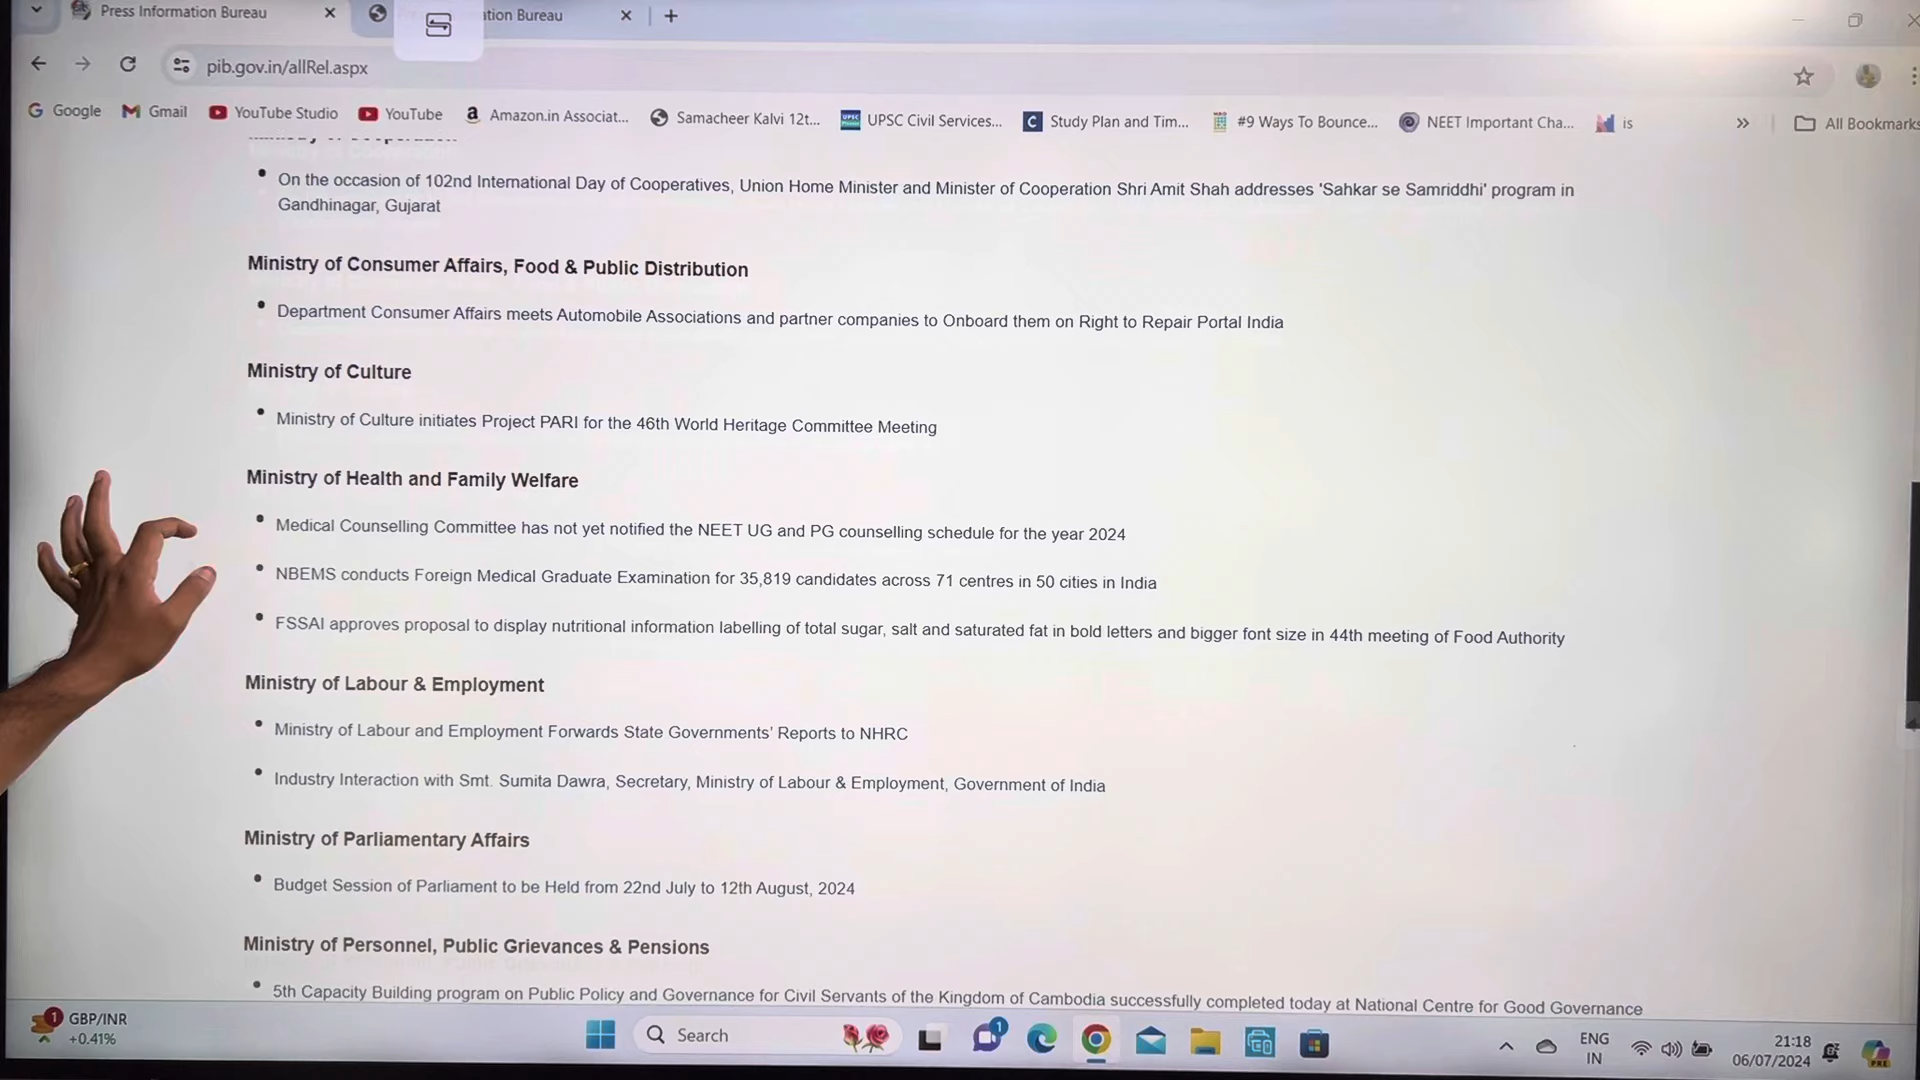 Press Information Bureau
tion Bureau
pib.gov.in/allRel.aspx
Google
Gmail
YouTube Studio
YouTube
Amazon.in Associat...
Samacheer Kalvi 12t...
UPSC Civil Services...
Study Plan and Tim...
#9 Ways To Bounce...
NEET Important Cha...
is
All Bookmarks
On the occasion of 102nd International Day of Cooperatives, Union Home Minister and Minister of Cooperation Shri Amit Shah addresses 'Sahkar se Samriddhi' program in
Gandhinagar, Gujarat
Ministry of Consumer Affairs, Food & Public Distribution
Department Consumer Affairs meets Automobile Associations and partner companies to Onboard them on Right to Repair Portal India
Ministry of Culture
Ministry of Culture initiates Project PARI for the 46th World Heritage Committee Meeting
Ministry of Health and Family Welfare
Medical Counselling Committee has not yet notified the NEET UG and PG counselling schedule for the year 2024
NBEMS conducts Foreign Medical Graduate Examination for 35,819 candidates across 71 centres in 50 cities in India
FSSAI approves proposal to display nutritional information labelling of total sugar, salt and saturated fat in bold letters and bigger font size in 44th meeting of Food Authority
Ministry of Labour & Employment
Ministry of Labour and Employment Forwards State Governments' Reports to NHRC
Industry Interaction with Smt. Sumita Dawra, Secretary, Ministry of Labour & Employment, Government of India
Ministry of Parliamentary Affairs
Budget Session of Parliament to be Held from 22nd July to 12th August, 2024
Ministry of Personnel, Public Grievances & Pensions
5th Capacity Building program on Public Policy and Governance for Civil Servants of the Kingdom of Cambodia successfully completed today at National Centre for Good Governance
1
GBP/INR
+0.41%
Search
1
ENG
IN
21:18
06/07/2024
PRE